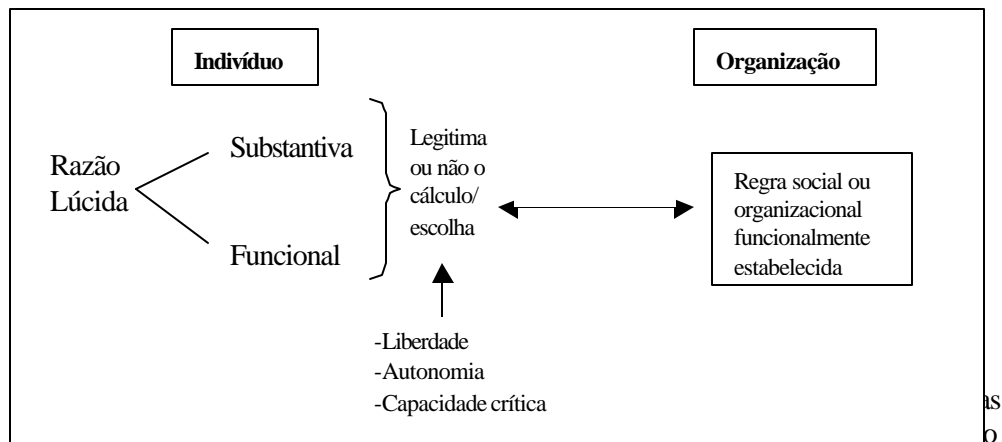 Indivíduo
Organização
Razão
Lúcida
Substantiva
Funcional
Legitima
ou não o
cálculo/
escolha
Regra social ou
organizacional
funcionalmente
estabelecida
-Liberdade
-Autonomia
-Capacidade crítica